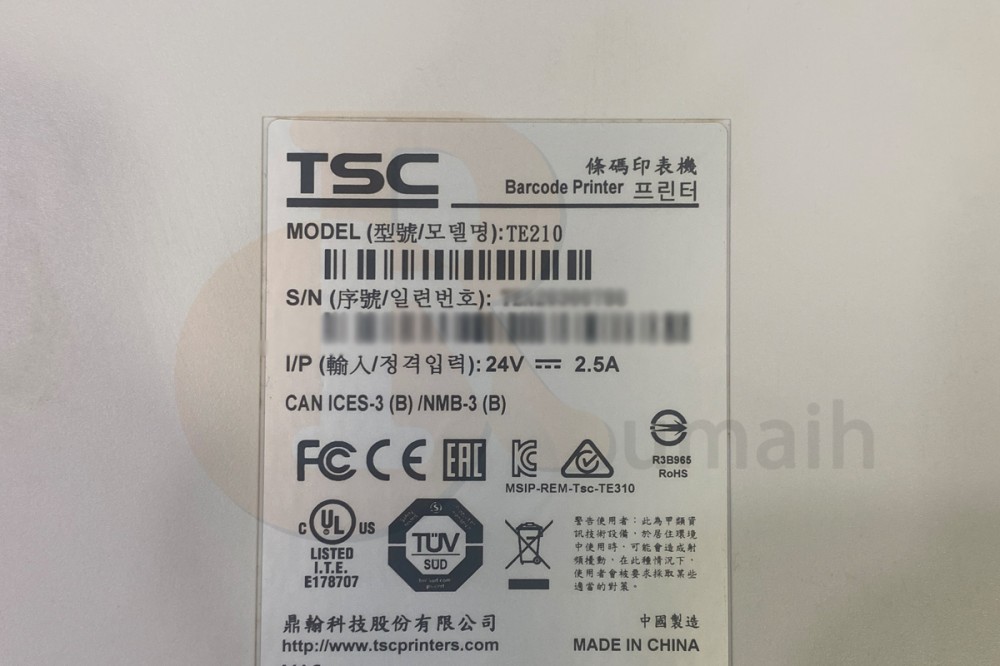 TSC
條碼印表機
Barcode Printer 프린터
MODEL (型號/모델명):TE210
S/N (序號/일련번호):
I/P (輸入/정격입력): 24V 2.5A
CAN ICES-3 (B) /NMB-3 (B)
FC CE EAC KC
R3B965
RoHS
MSIP-REM-Tsc-TE310
C UL US
LISTED
I.T.E.
E178707
TÜV
SÜD
警告使用者：此為甲類資
訊技術設備，於居住環境
中使用時，可能會造成射
頻擾動，在此種情況下，
使用者會被要求採取某些
適當的對策。
鼎翰科技股份有限公司
中國製造
http://www.tscprinters.com
MADE IN CHINA
oumaih